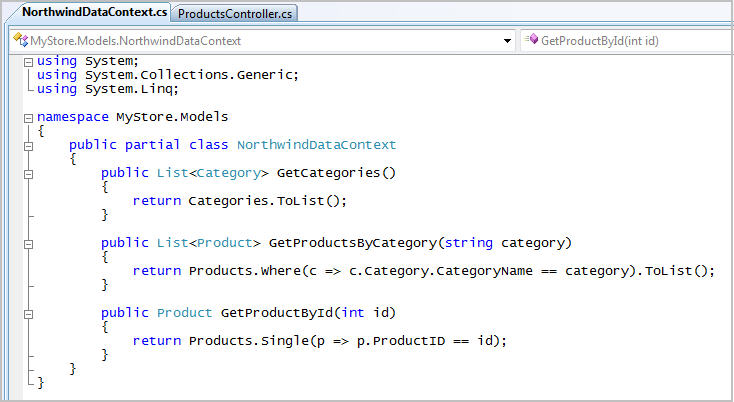 NorthwindDataContext.cs ProductsController.cs
MyStore.Models.NorthwindDataContext GetProductById(int id)
using System;
using System.Collections.Generic;
using System.Linq;
namespace MyStore.Models
{
    public partial class NorthwindDataContext
    {
        public List<Category> GetCategories()
        {
            return Categories.ToList();
        }
        public List<Product> GetProductsByCategory(string category)
        {
            return Products.Where(c => c.Category.CategoryName == category).ToList();
        }
        public Product GetProductById(int id)
        {
            return Products.Single(p => p.ProductID == id);
        }
    }
}